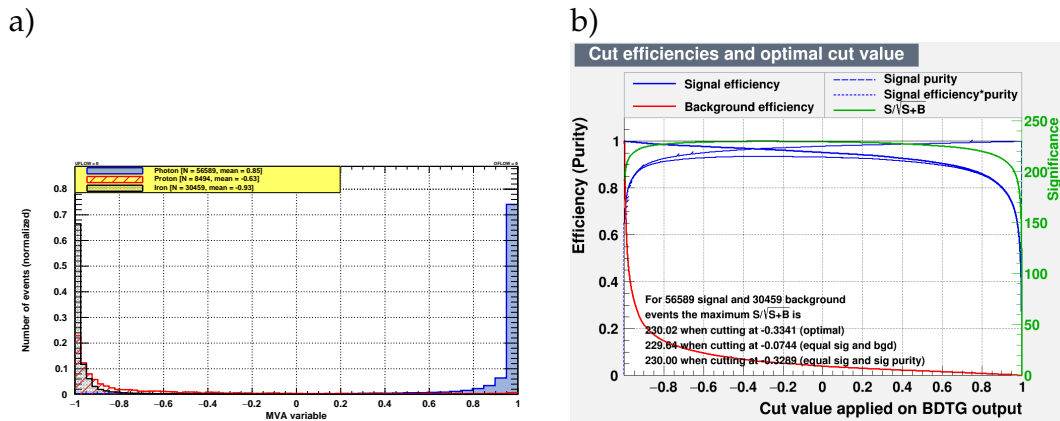 a)
UFLOW = 0
OFLOW = 0
Photon [N = 56589, mean = 0.85]
Proton [N = 8494, mean = -0.63]
Iron [N = 30459, mean = -0.93]
Number of events (normalized)
0.8
0.7
0.6
0.5
0.4
0.3
0.2
0.1
0
−1 −0.8 −0.6 −0.4 −0.2 0 0.2 0.4 0.6 0.8 1
MVA variable
b)
Cut efficiencies and optimal cut value
Signal efficiency
Background efficiency
Signal purity
Signal efficiency*purity
S/√S+B
Efficiency (Purity)
1
0.8
0.6
0.4
0.2
0
250
200
150
100
50
0
Significance
For 56589 signal and 30459 background
events the maximum S/√S+B is
230.02 when cutting at -0.3341 (optimal)
229.64 when cutting at -0.0744 (equal sig and bgd)
230.00 when cutting at -0.3289 (equal sig and sig purity)
−0.8 −0.6 −0.4 −0.2 0 0.2 0.4 0.6 0.8 1
Cut value applied on BDTG output